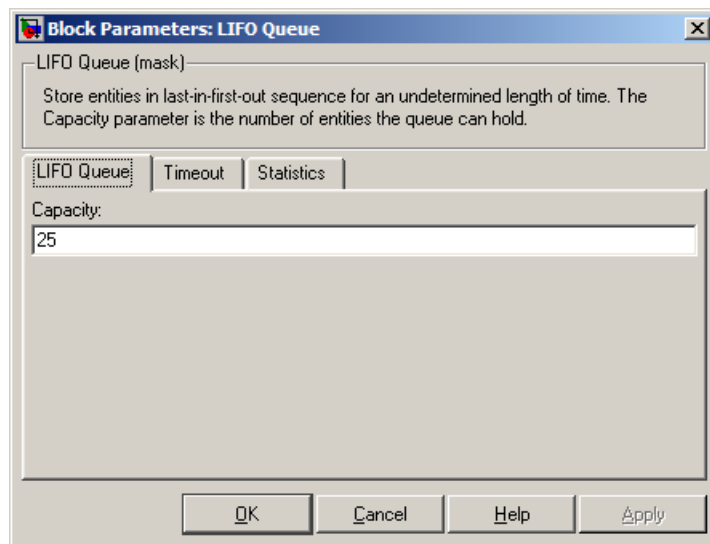 Block Parameters: LIFO Queue
LIFO Queue (mask)
Store entities in last-in-first-out sequence for an undetermined length of time. The
Capacity parameter is the number of entities the queue can hold.
LIFO Queue Timeout Statistics
Capacity:
25
OK Cancel Help Apply